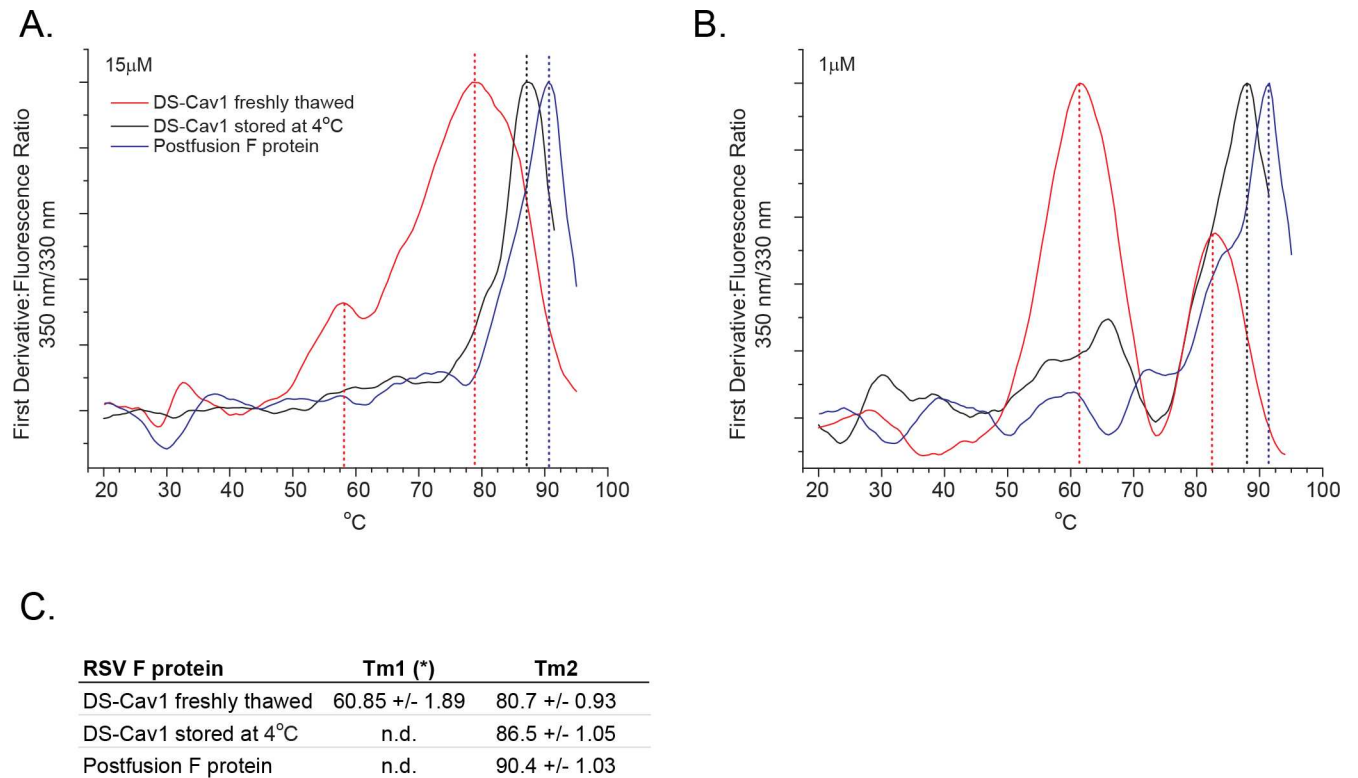 A.
15μM
DS-Cav1 freshly thawed
DS-Cav1 stored at 4°C
Postfusion F protein
First Derivative:Fluorescence Ratio
350 nm/330 nm
20 30 40 50 60 70 80 90 100
°C
B.
1μM
First Derivative:Fluorescence Ratio
350 nm/330 nm
20 30 40 50 60 70 80 90 100
°C
C.
RSV F protein Tm1 (*) Tm2
DS-Cav1 freshly thawed 60.85 +/- 1.89 80.7 +/- 0.93
DS-Cav1 stored at 4°C n.d. 86.5 +/- 1.05
Postfusion F protein n.d. 90.4 +/- 1.03